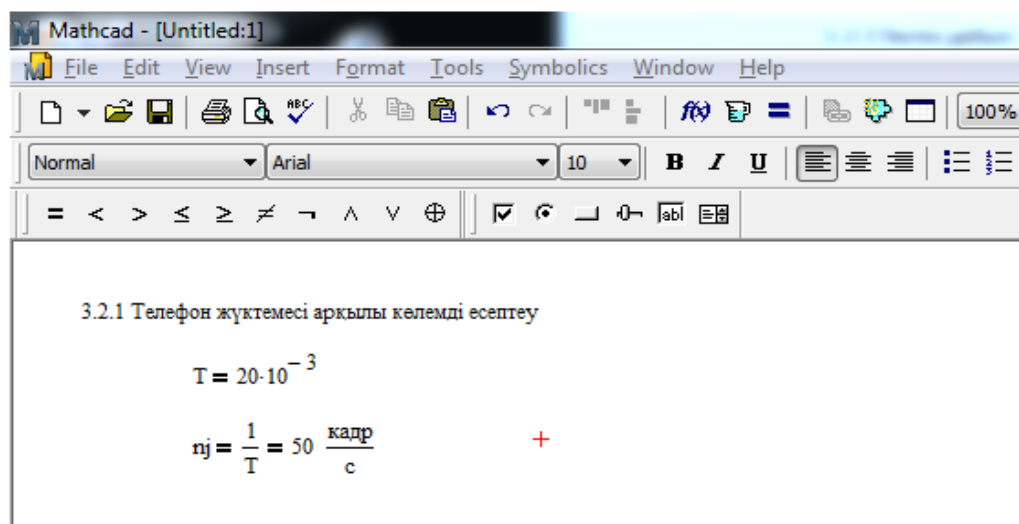 Mathcad - [Untitled:1]
File Edit View Insert Format Tools Symbolics Window Help
100%
Normal Arial 10 B I U
= < > ≤ ≥ ≠ ¬ ∧ ∨ ⊕
3.2.1 Телефон жүктемесі арқылы көлемді есептеу
T = 20·10^-3
nj = 1/T = 50 кадр/с